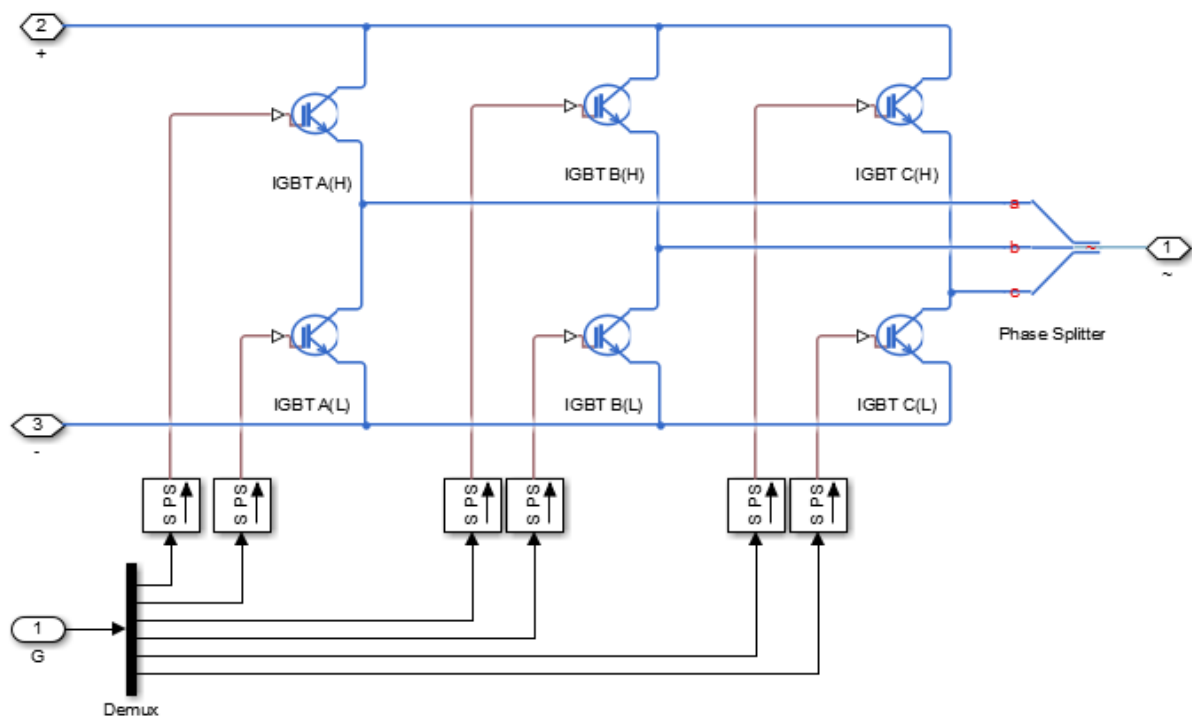 2
+
IGBT A(H)
IGBT B(H)
IGBT C(H)
a
b
~
1
~
c
Phase Splitter
IGBT A(L)
IGBT B(L)
IGBT C(L)
3
-
S PS
S PS
S PS
S PS
S PS
S PS
1
G
Demux